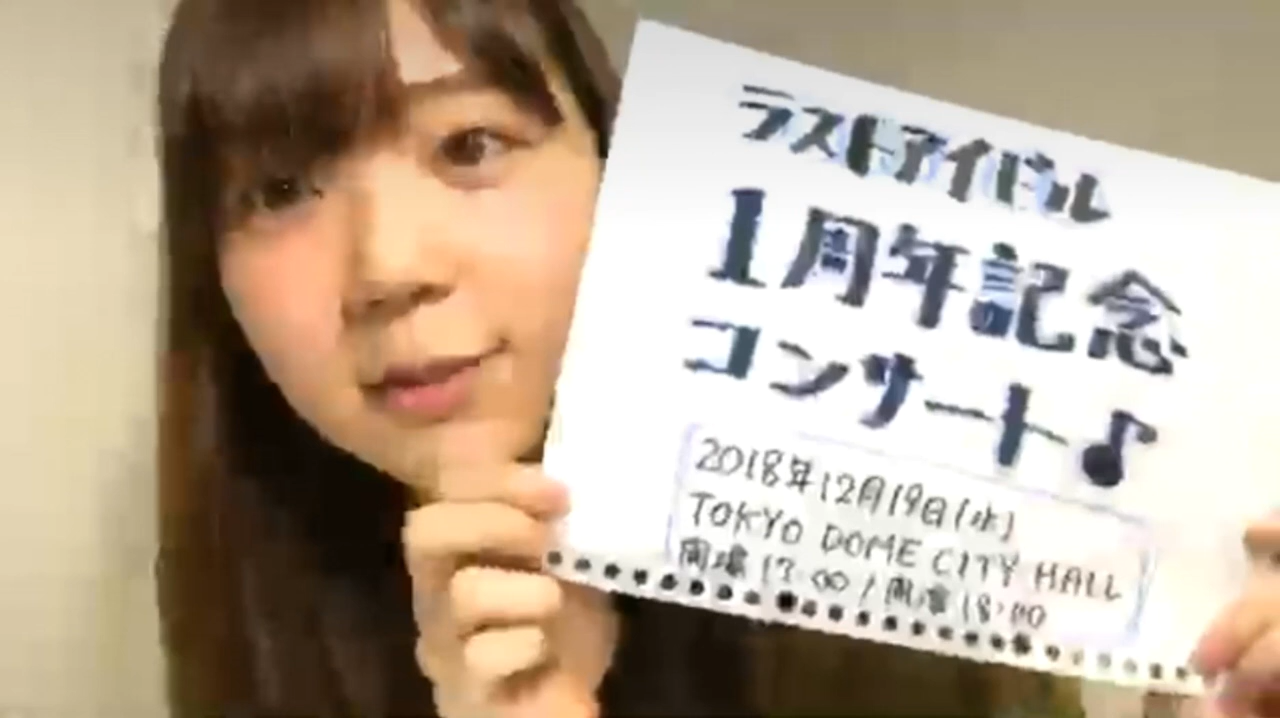 ラストアイドル
1周年記念
コンサート♪
2018年12月19日(水)
TOKYO DOME CITY HALL
開場17:00/開演18:00